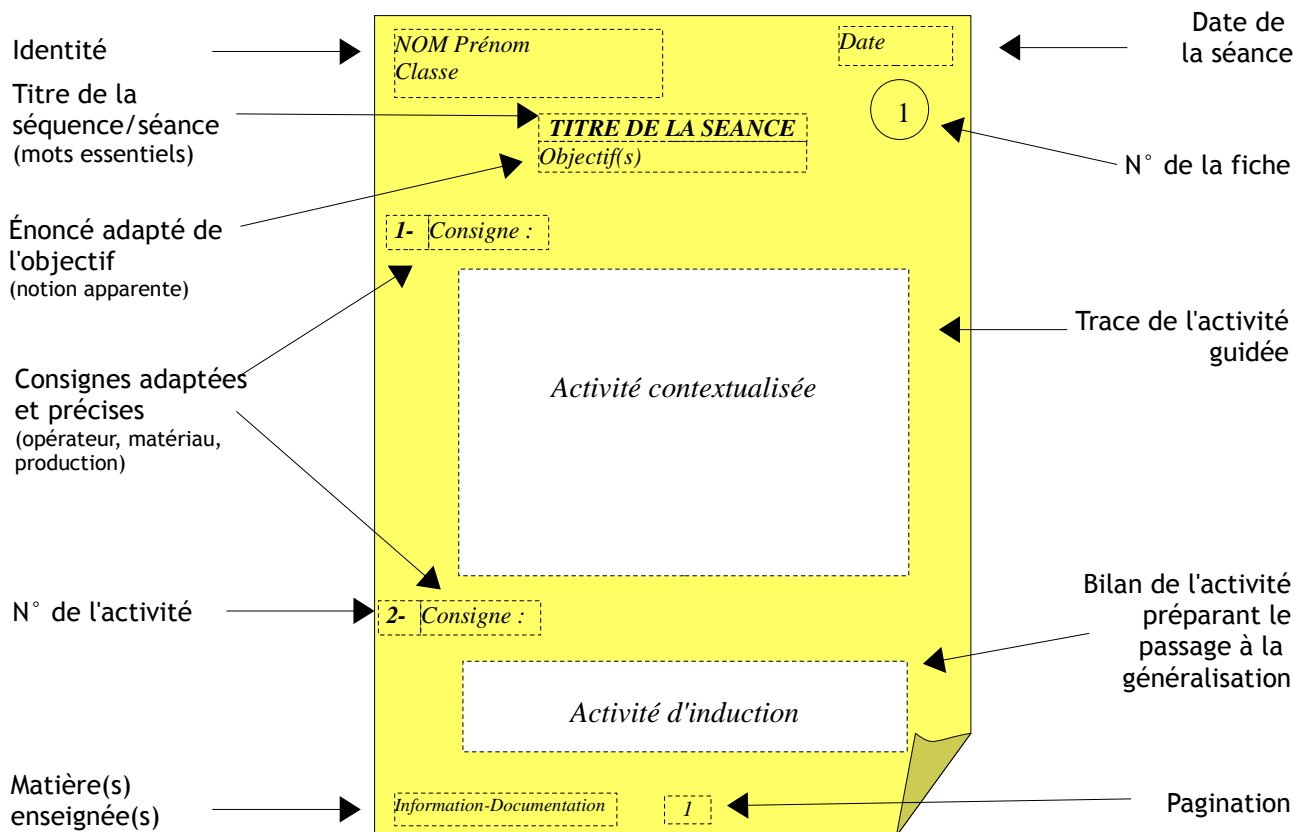 Identité
NOM Prénom
Classe
Date
Date de
la séance
Titre de la
séquence/séance
(mots essentiels)
TITRE DE LA SEANCE
Objectif(s)
1
N° de la fiche
Énoncé adapté de
l'objectif
(notion apparente)
1- Consigne :
Activité contextualisée
Trace de l'activité
guidée
Consignes adaptées
et précises
(opérateur, matériau,
production)
N° de l'activité
2- Consigne :
Activité d'induction
Bilan de l'activité
préparant le
passage à la
généralisation
Matière(s)
enseignée(s)
Information-Documentation
1
Pagination